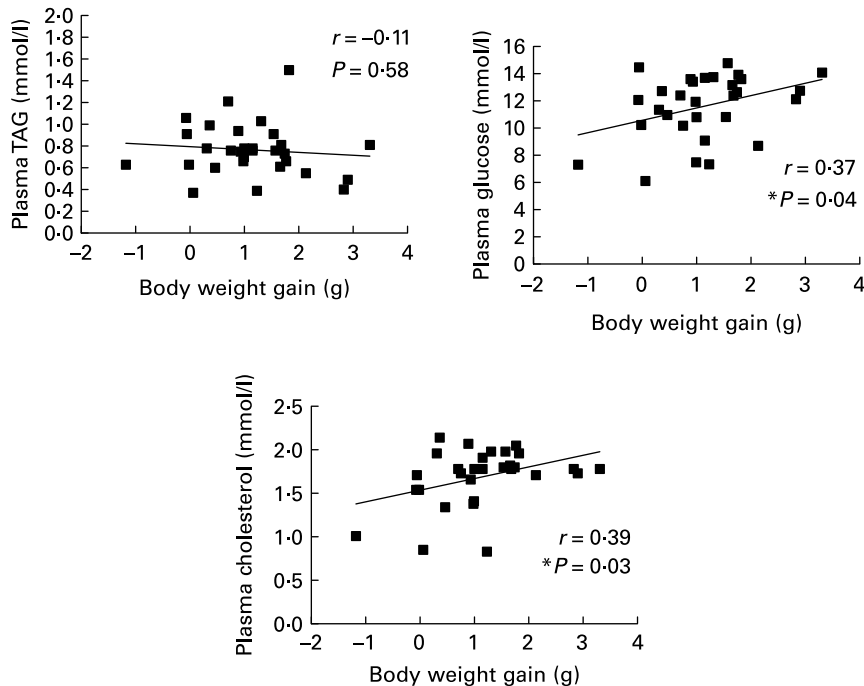 Plasma TAG (mmol/l)
2·0
1·8
1·6
1·4
1·2
1·0
0·8
0·6
0·4
0·2
0·0
r = –0·11
P = 0·58
–2 –1 0 1 2 3 4
Body weight gain (g)
Plasma glucose (mmol/l)
16
14
12
10
8
6
4
2
0
r = 0·37
*P = 0·04
–2 –1 0 1 2 3 4
Body weight gain (g)
Plasma cholesterol (mmol/l)
2·5
2·0
1·5
1·0
0·5
0·0
r = 0·39
*P = 0·03
–2 –1 0 1 2 3 4
Body weight gain (g)